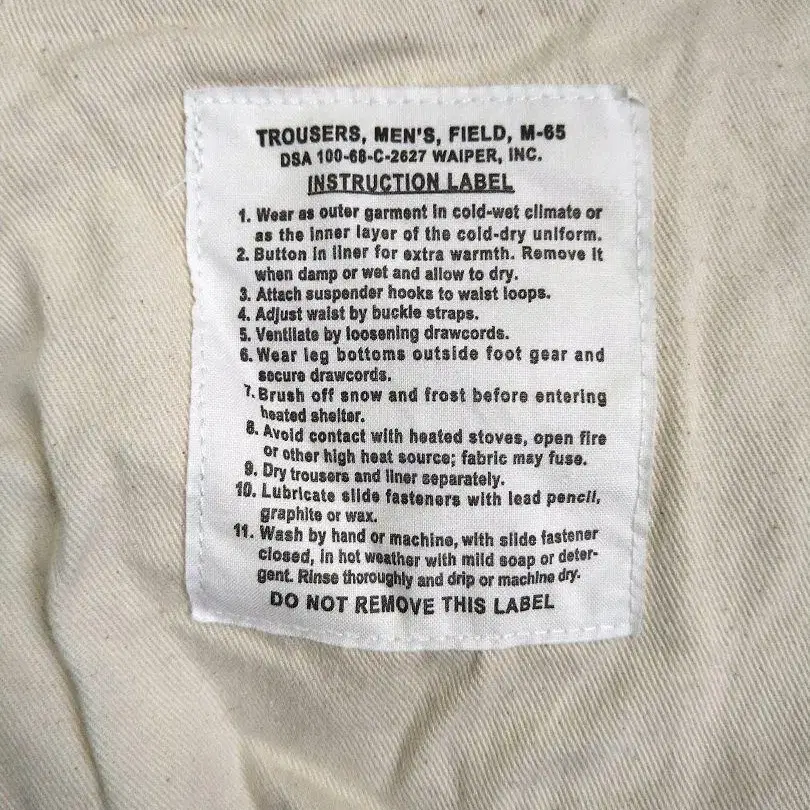 TROUSERS, MEN'S, FIELD, M-65
DSA 100-68-C-2627 WAIPER, INC.
INSTRUCTION LABEL
1. Wear as outer garment in cold-wet climate or
as the inner layer of the cold-dry uniform.
2. Button in liner for extra warmth. Remove it
when damp or wet and allow to dry.
3. Attach suspender hooks to waist loops.
4. Adjust waist by buckle straps.
5. Ventilate by loosening drawcords.
6. Wear leg bottoms outside foot gear and
secure drawcords.
7. Brush off snow and frost before entering
heated shelter.
8. Avoid contact with heated stoves, open fire
or other high heat source; fabric may fuse.
9. Dry trousers and liner separately.
10. Lubricate slide fasteners with lead pencil,
graphite or wax.
11. Wash by hand or machine, with slide fastener
closed, in hot weather with mild soap or deter-
gent. Rinse thoroughly and drip or machine dry.
DO NOT REMOVE THIS LABEL